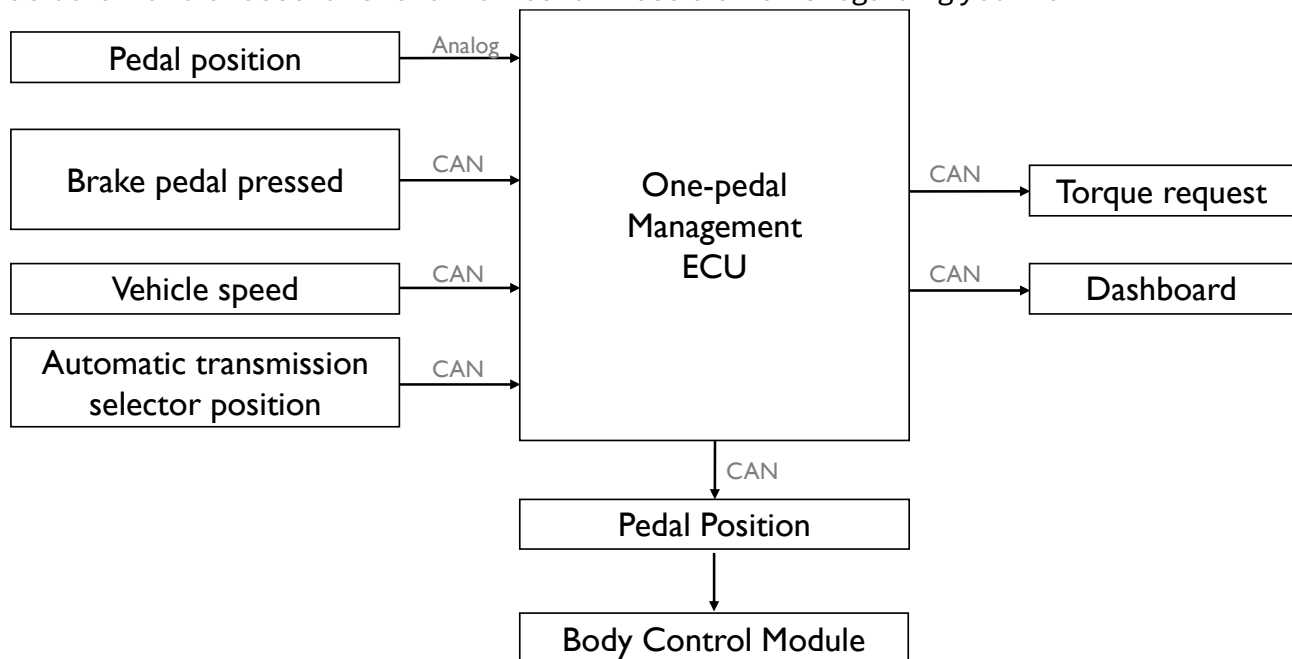 Pedal position
Analog
Brake pedal pressed
CAN
Vehicle speed
CAN
Automatic transmission
selector position
CAN
One-pedal
Management
ECU
CAN
Torque request
CAN
Dashboard
CAN
Pedal Position
Body Control Module